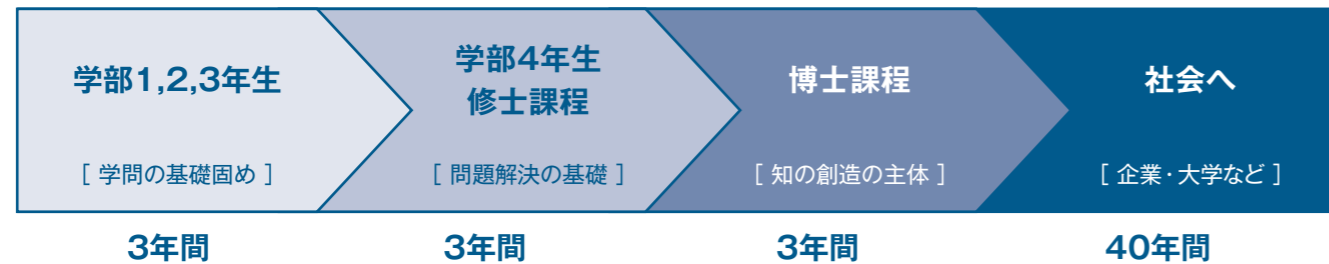 学部1,2,3年生
[ 学問の基礎固め ]
3年間
学部4年生
修士課程
[ 問題解決の基礎 ]
3年間
博士課程
[ 知の創造の主体 ]
3年間
社会へ
[ 企業・大学など ]
40年間